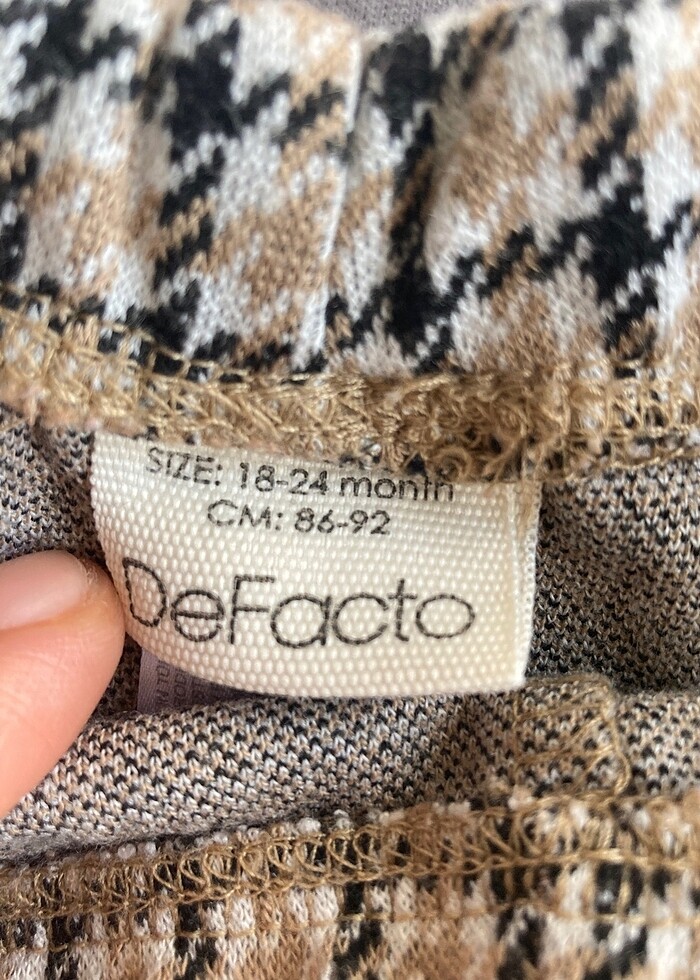 SIZE: 18-24 month
CM: 86-92
DeFacto